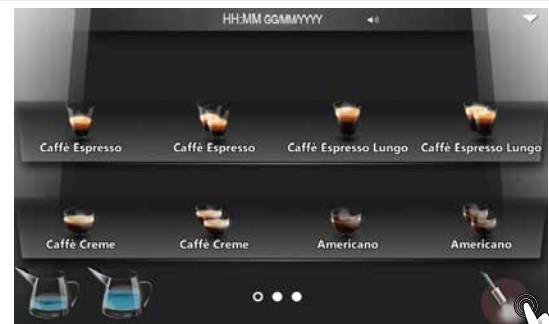 HH:MM GG/MM/YYYY
Caffè Espresso Caffè Espresso Caffè Espresso Lungo Caffè Espresso Lungo
Caffè Creme Caffè Creme Americano Americano